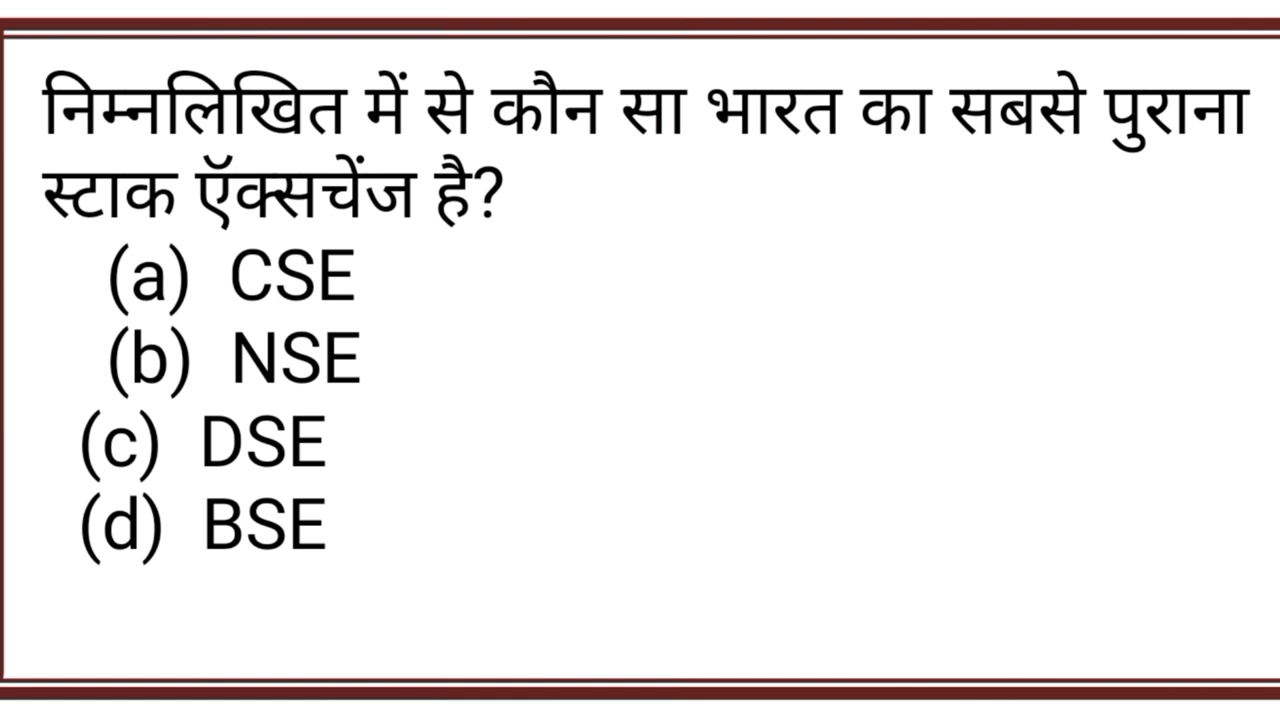 निम्नलिखित में से कौन सा भारत का सबसे पुराना
स्टाक ऍक्सचेंज है?
(a) CSE
(b) NSE
(c) DSE
(d) BSE